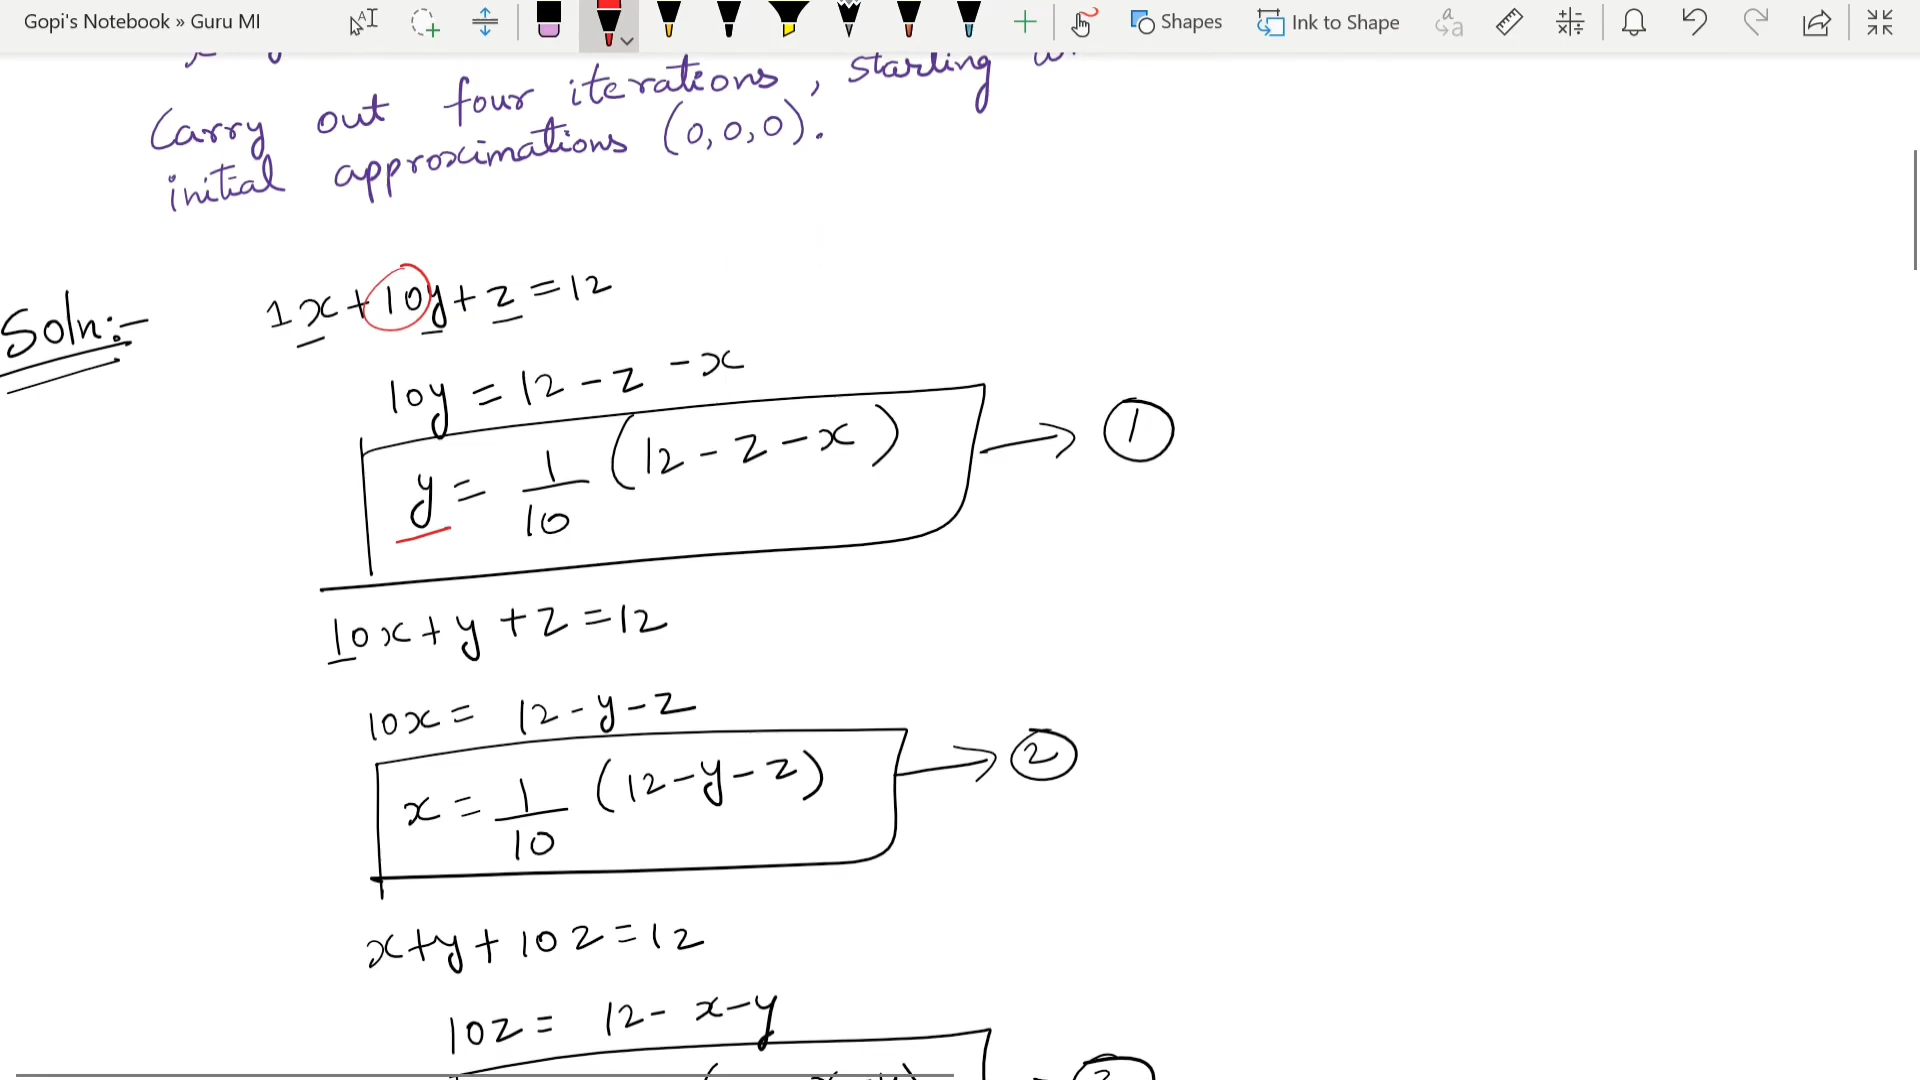 Gopi's Notebook » Guru MI
Shapes
Ink to Shape
Carry out four iterations, starting
initial approximations (0,0,0).
Soln:-
1x+10y+z=12
10y = 12-z-x
y = 1/10 (12-z-x) → ①
10x+y+z=12
10x = 12-y-z
x = 1/10 (12-y-z) → ②
x+y+10z=12
10z = 12-x-y